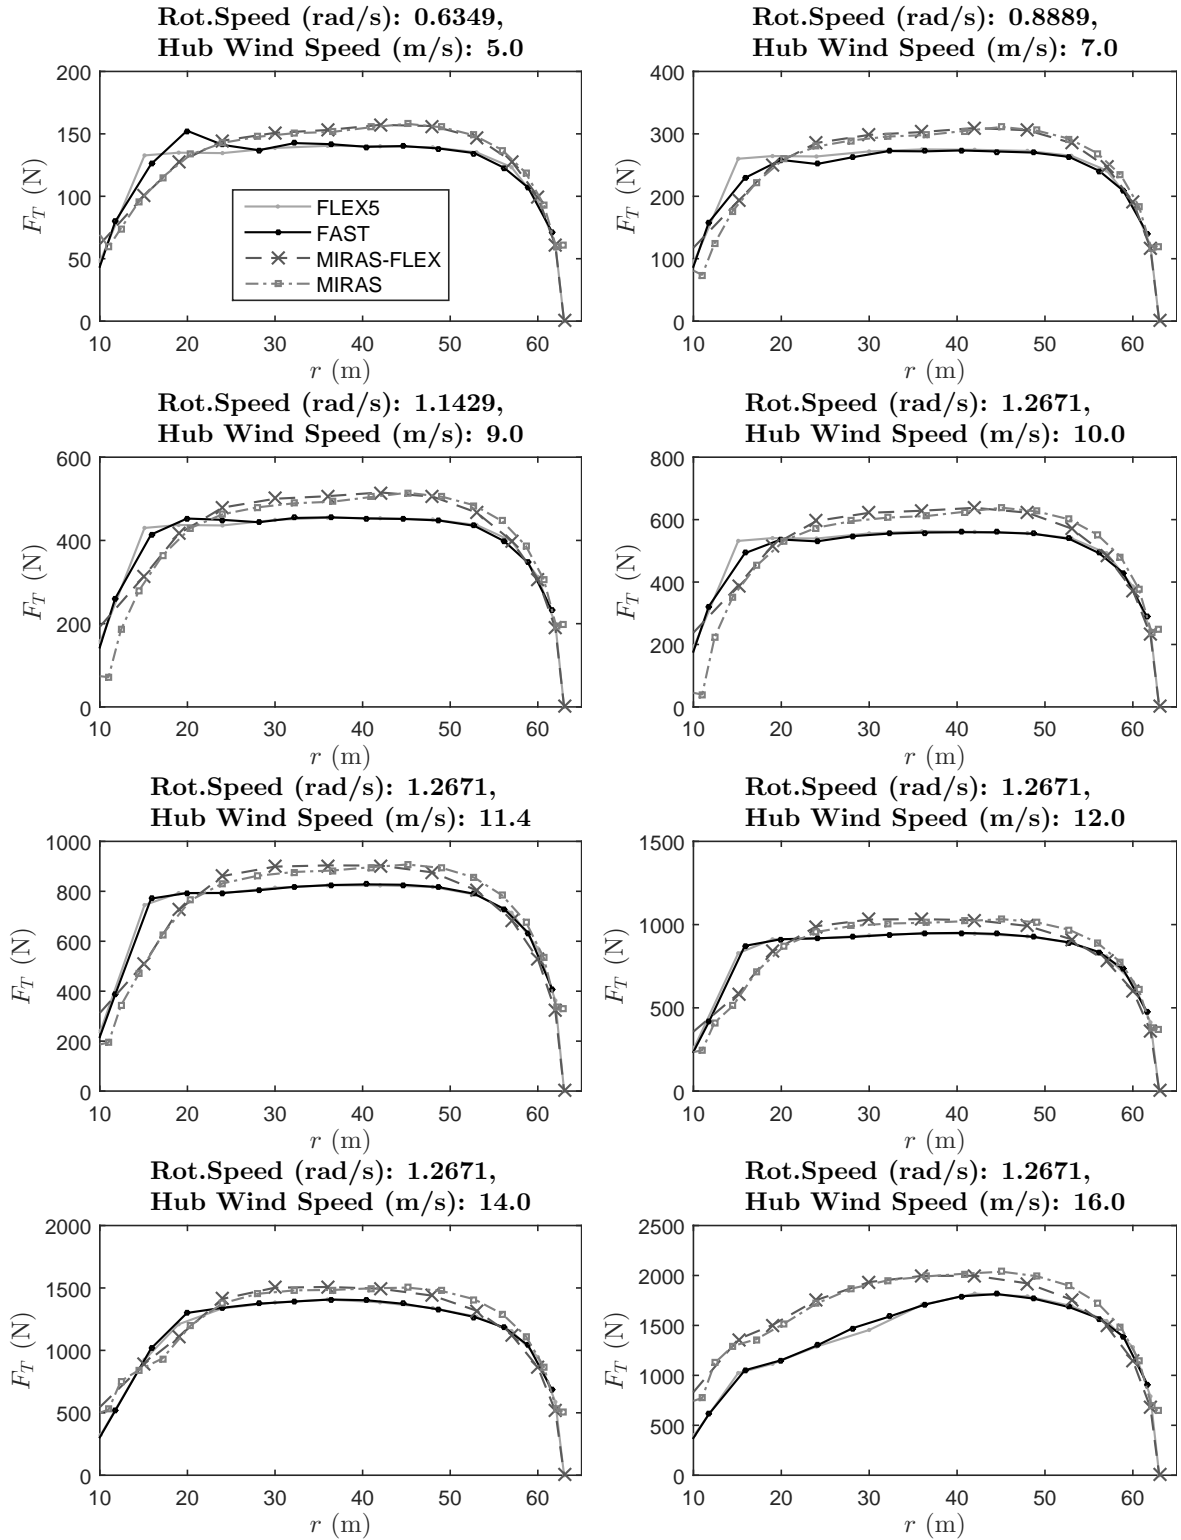 Rot.Speed (rad/s): 0.6349,
Hub Wind Speed (m/s): 5.0
200
150
100
50
0
F_T (N)
FLEX5
FAST
MIRAS-FLEX
MIRAS
10 20 30 40 50 60
r (m)
Rot.Speed (rad/s): 0.8889,
Hub Wind Speed (m/s): 7.0
400
300
200
100
0
F_T (N)
10 20 30 40 50 60
r (m)
Rot.Speed (rad/s): 1.1429,
Hub Wind Speed (m/s): 9.0
600
400
200
0
F_T (N)
10 20 30 40 50 60
r (m)
Rot.Speed (rad/s): 1.2671,
Hub Wind Speed (m/s): 10.0
800
600
400
200
0
F_T (N)
10 20 30 40 50 60
r (m)
Rot.Speed (rad/s): 1.2671,
Hub Wind Speed (m/s): 11.4
1000
800
600
400
200
0
F_T (N)
10 20 30 40 50 60
r (m)
Rot.Speed (rad/s): 1.2671,
Hub Wind Speed (m/s): 12.0
1500
1000
500
0
F_T (N)
10 20 30 40 50 60
r (m)
Rot.Speed (rad/s): 1.2671,
Hub Wind Speed (m/s): 14.0
2000
1500
1000
500
0
F_T (N)
10 20 30 40 50 60
r (m)
Rot.Speed (rad/s): 1.2671,
Hub Wind Speed (m/s): 16.0
2500
2000
1500
1000
500
0
F_T (N)
10 20 30 40 50 60
r (m)